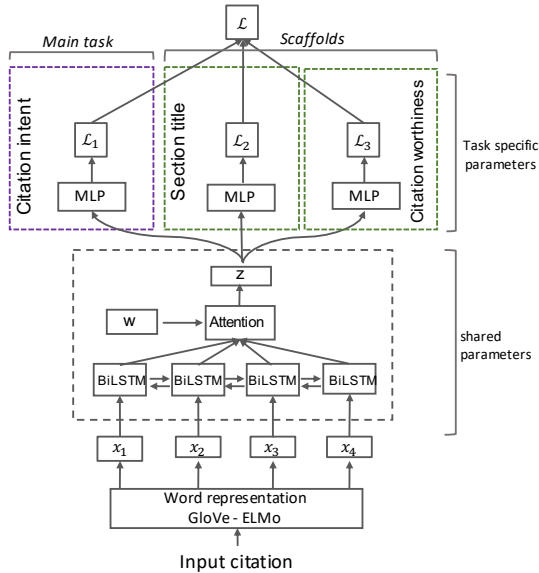 ℒ
Main task
Scaffolds
Citation intent
ℒ1
MLP
Section title
ℒ2
MLP
ℒ3
MLP
Citation worthiness
Task specific
parameters
z
w
Attention
shared
parameters
BiLSTM
BiLSTM
BiLSTM
BiLSTM
x1
x2
x3
x4
Word representation
GloVe - ELMo
Input citation